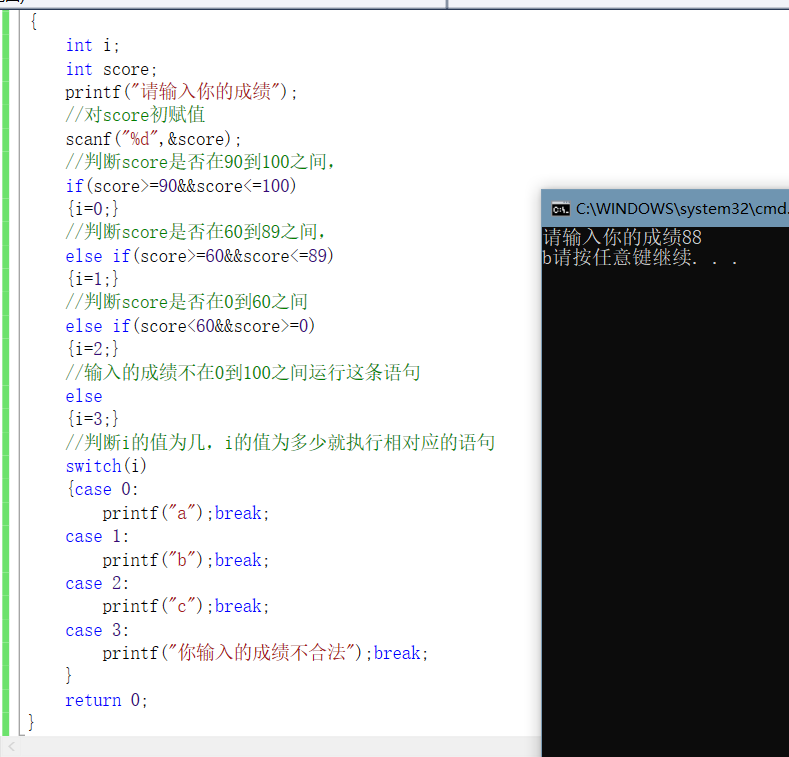 {
int i;
int score;
printf("请输入你的成绩");
//对score初赋值
scanf("%d",&score);
//判断score是否在90到100之间,
if(score>=90&&score<=100)
{i=0;}
//判断score是否在60到89之间,
else if(score>=60&&score<=89)
{i=1;}
//判断score是否在0到60之间
else if(score<60&&score>=0)
{i=2;}
//输入的成绩不在0到100之间运行这条语句
else
{i=3;}
//判断i的值为几，i的值为多少就执行相对应的语句
switch(i)
{case 0:
printf("a");break;
case 1:
printf("b");break;
case 2:
printf("c");break;
case 3:
printf("你输入的成绩不合法");break;
}
return 0;
}
C:\WINDOWS\system32\cmd.
请输入你的成绩88
b请按任意键继续. . .